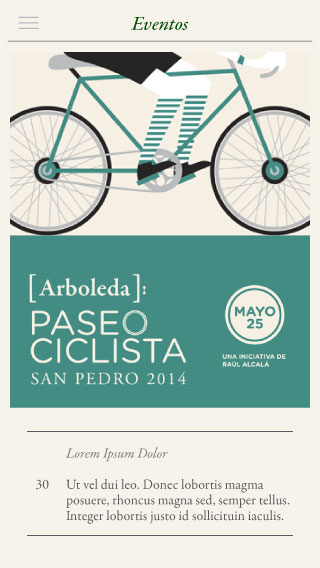 Eventos
[Arboleda]:
PASEO
CICLISTA
SAN PEDRO 2014
MAYO
25
UNA INICIATIVA DE
RAÚL ALCALÁ
Lorem Ipsum Dolor
30
Ut vel dui leo. Donec lobortis magma
posuere, rhoncus magna sed, semper tellus.
Integer lobortis justo id sollicituin iaculis.